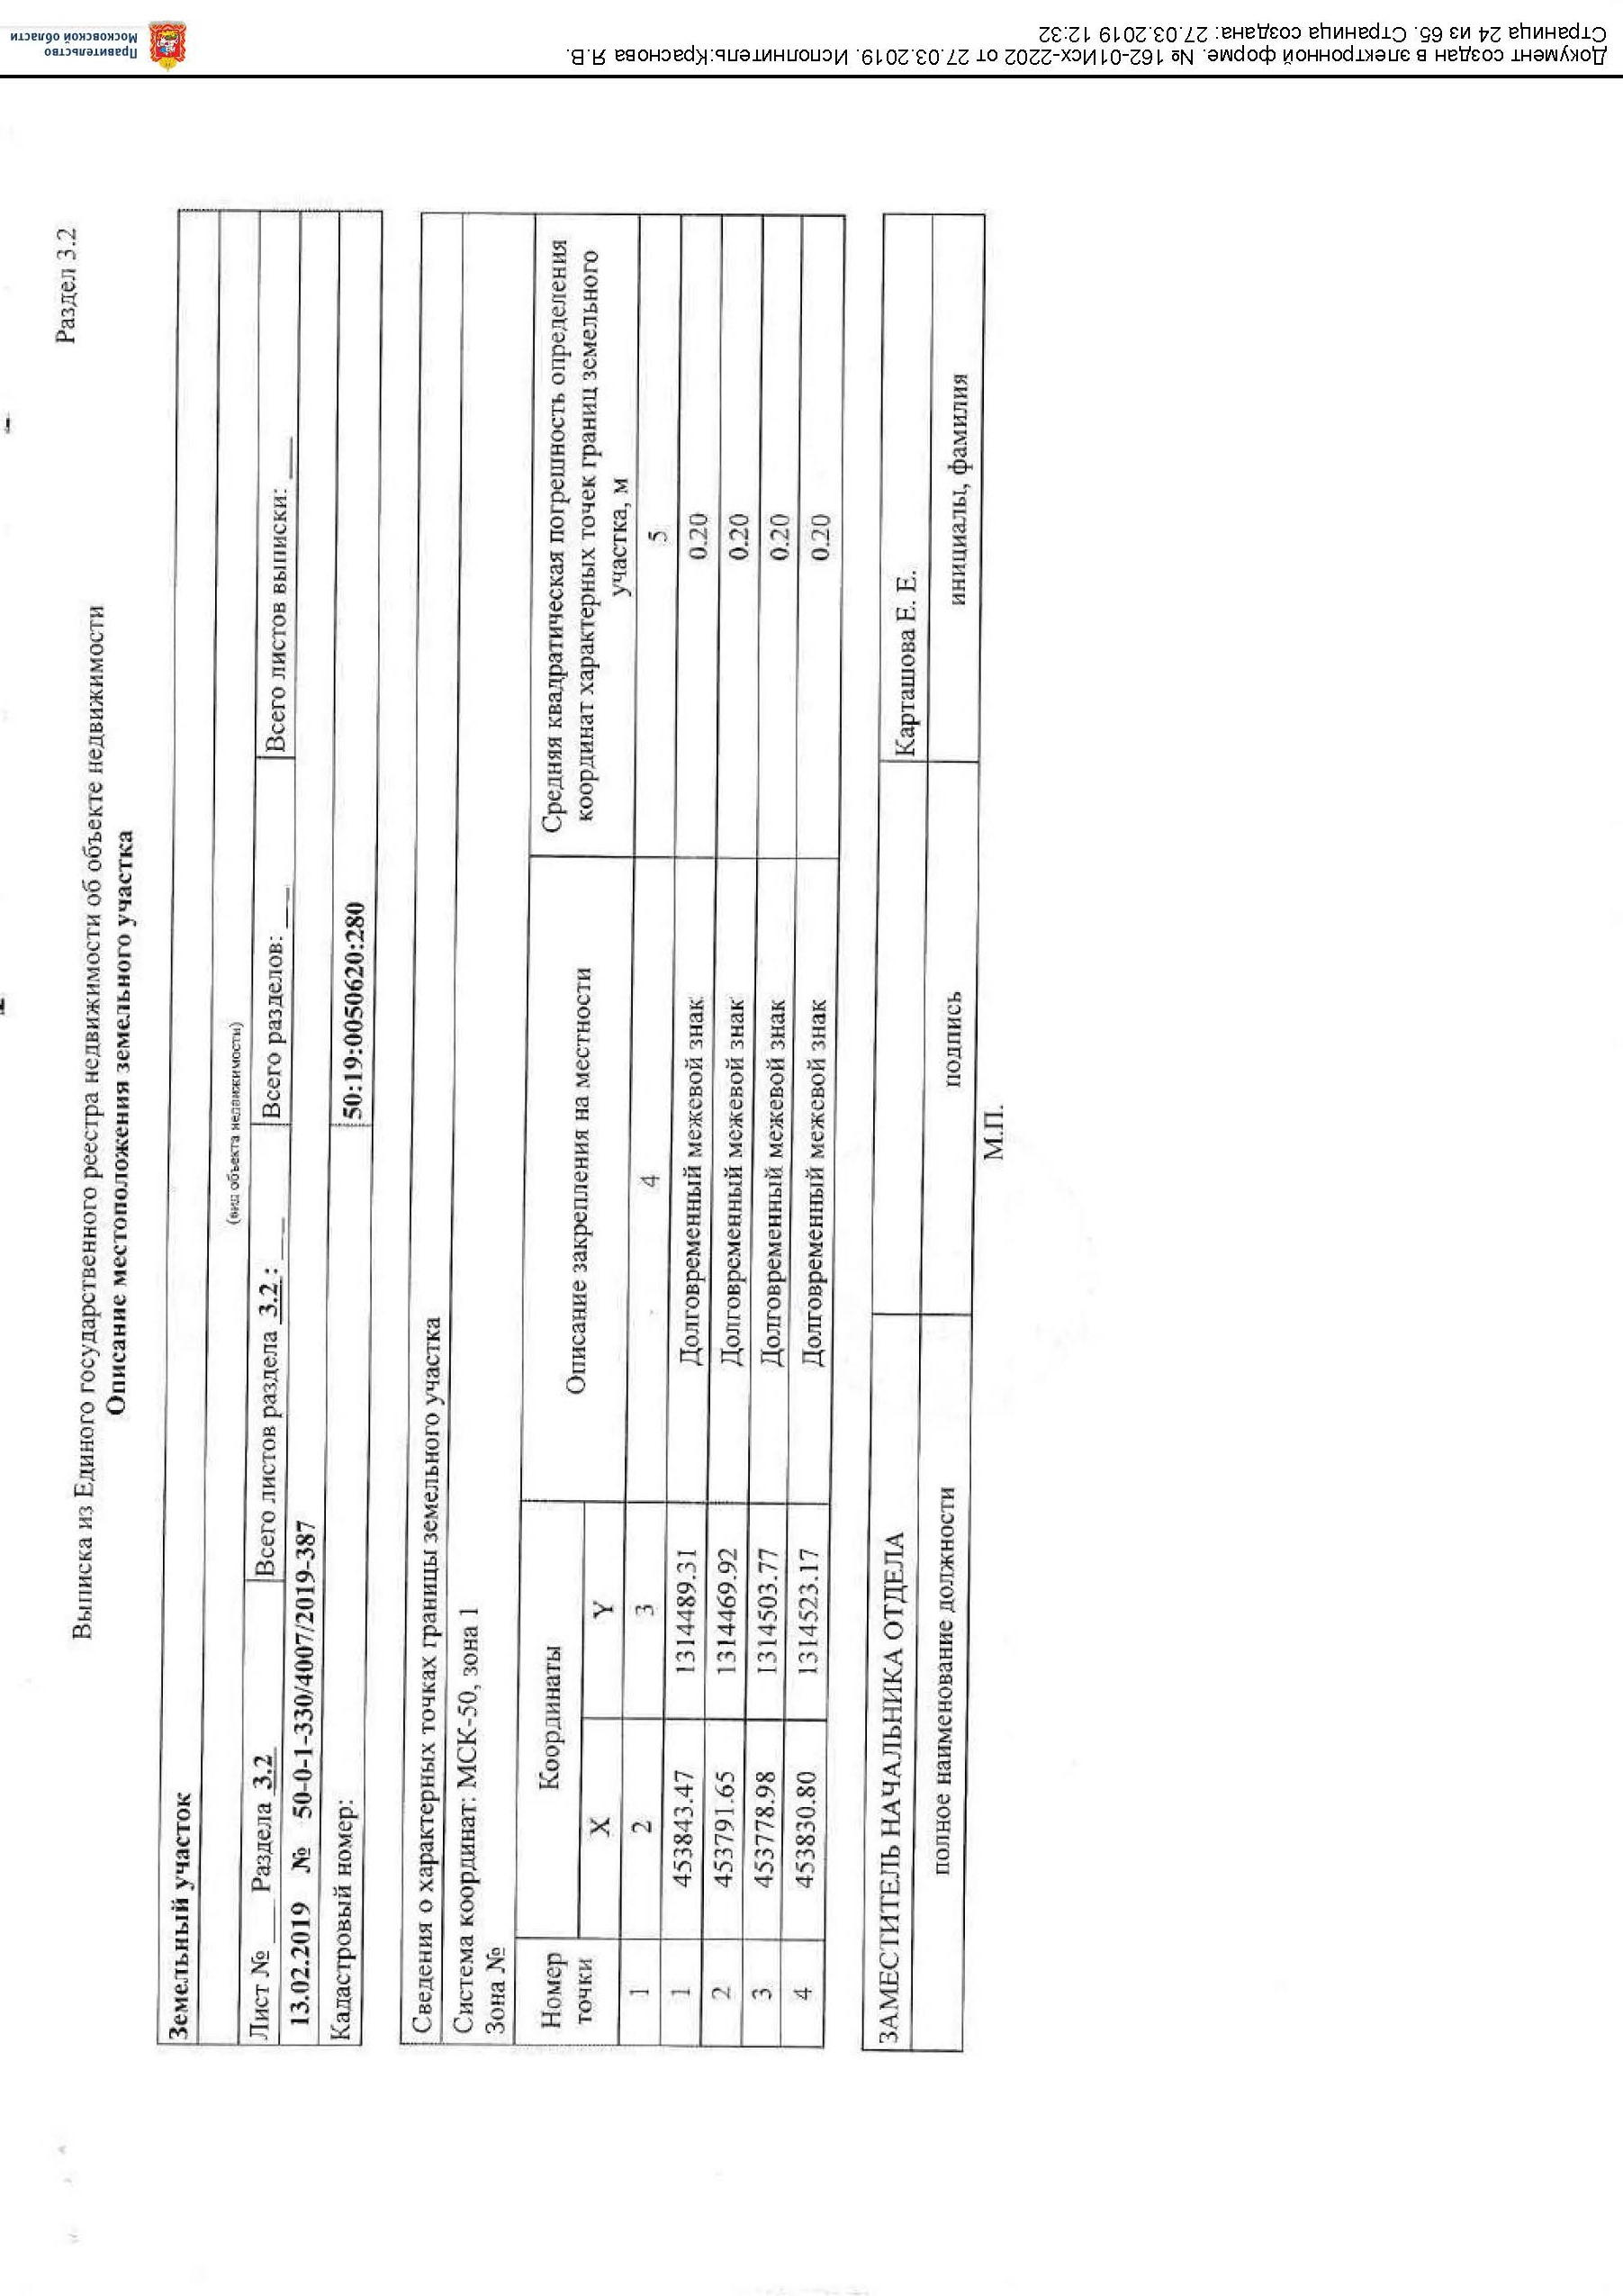 Документ создан в электронной форме. № 162-01Исх-2202 от 27.03.2019. Исполнитель:Краснова Я.В.
Страница 24 из 65. Страница создана: 27.03.2019 12:32
Правительство
Московской области
Раздел 3.2
Выписка из Единого государственного реестра недвижимости об объекте недвижимости
Описание местоположения земельного участка
Земельный участок
(вид объекта недвижимости)
Лист № ___ Раздела 3.2 Всего листов раздела 3.2 : ___ Всего разделов: ___ Всего листов выписки: ___
13.02.2019 № 50-0-1-330/4007/2019-387
Кадастровый номер: 50:19:0050620:280
Сведения о характерных точках границы земельного участка
Система координат: МСК-50, зона 1
Зона №
Номер точки Координаты Описание закрепления на местности Средняя квадратическая погрешность определения
координат характерных точек границ земельного
участка, м
X Y
1 2 3 4 5
1 453843.47 1314489.31 Долговременный межевой знак 0.20
2 453791.65 1314469.92 Долговременный межевой знак 0.20
3 453778.98 1314503.77 Долговременный межевой знак 0.20
4 453830.80 1314523.17 Долговременный межевой знак 0.20
ЗАМЕСТИТЕЛЬ НАЧАЛЬНИКА ОТДЕЛА Карташова Е. Е.
полное наименование должности подпись инициалы, фамилия
М.П.